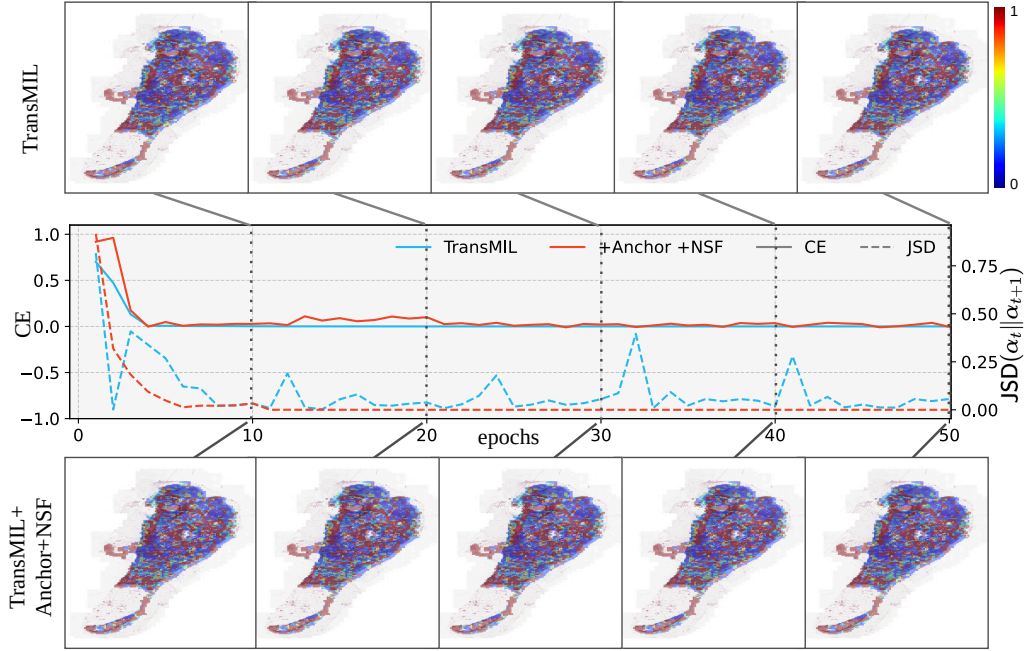 TransMIL
1
0
TransMIL
+Anchor +NSF
CE
JSD
1.0
0.5
0.0
−0.5
−1.0
CE
0.75
0.50
0.25
0.00
JSD(α_t||α_{t+1})
0
10
20
30
40
50
epochs
TransMIL+
Anchor+NSF